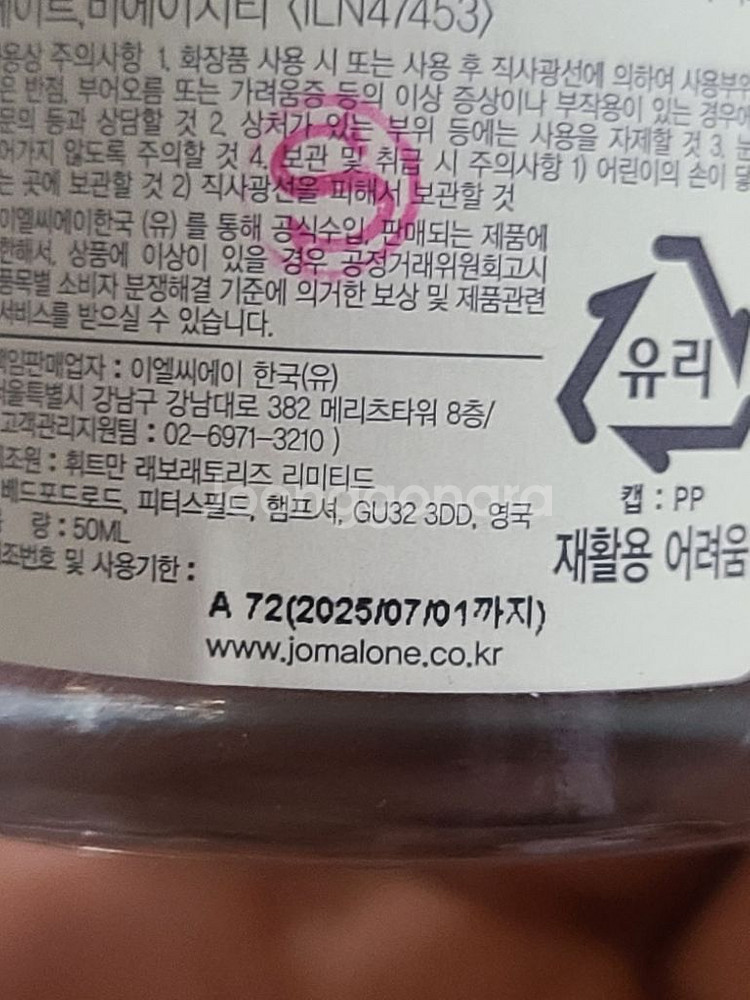 비에이치티 <ILN47453>
주의사항 1. 화장품 사용 시 또는 사용 후 직사광선에 의하여 사용부위
반점, 부어오름 또는 가려움증 등의 이상 증상이나 부작용이 있는 경우
문의 등과 상담할 것 2. 상처가 있는 부위 등에는 사용을 자제할 것 3. 눈
어가지 않도록 주의할 것 4. 보관 및 취급 시 주의사항 1) 어린이의 손이 닿
는 곳에 보관할 것 2) 직사광선을 피해서 보관할 것
이엘씨에이한국 (유) 를 통해 공식수입, 판매되는 제품에
한해서, 상품에 이상이 있을 경우, 공정거래위원회고시
품목별 소비자 분쟁해결 기준에 의거한 보상 및 제품관련
서비스를 받으실 수 있습니다.
유리
책임판매업자 : 이엘씨에이 한국(유)
서울특별시 강남구 강남대로 382 메리츠타워 8층/
고객관리지원팀 : 02-6971-3210 )
제조원 : 휘트만 래보래토리즈 리미티드
베드포드로드, 피터스필드, 햄프셔, GU32 3DD, 영국
량 : 50ML
조번호 및 사용기한 :
캡 : PP
재활용 어려움
A 72(2025/07/01까지)
www.jomalone.co.kr
joonggonara